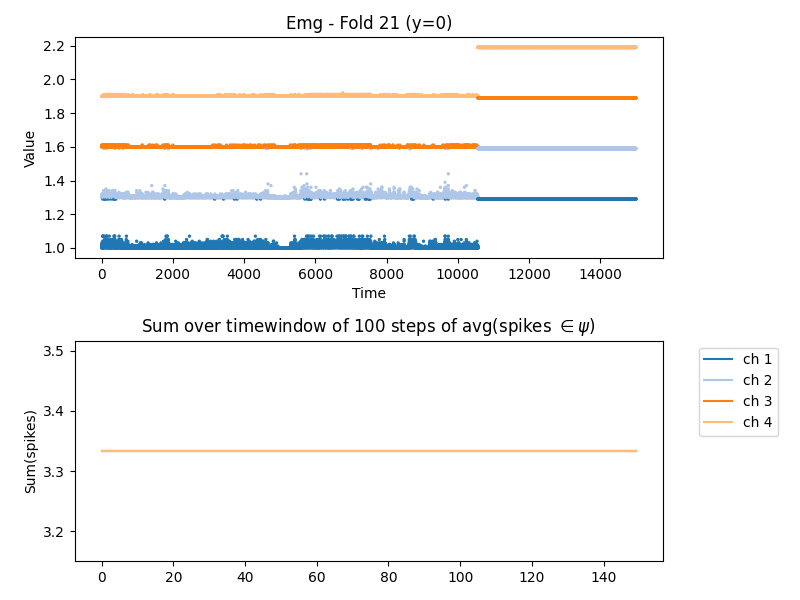 Emg - Fold 21 (y=0)
Value
2.2
2.0
1.8
1.6
1.4
1.2
1.0
0 2000 4000 6000 8000 10000 12000 14000
Time
Sum over timewindow of 100 steps of avg(spikes ∈ ψ)
Sum(spikes)
3.5
3.4
3.3
3.2
0 20 40 60 80 100 120 140
ch 1
ch 2
ch 3
ch 4